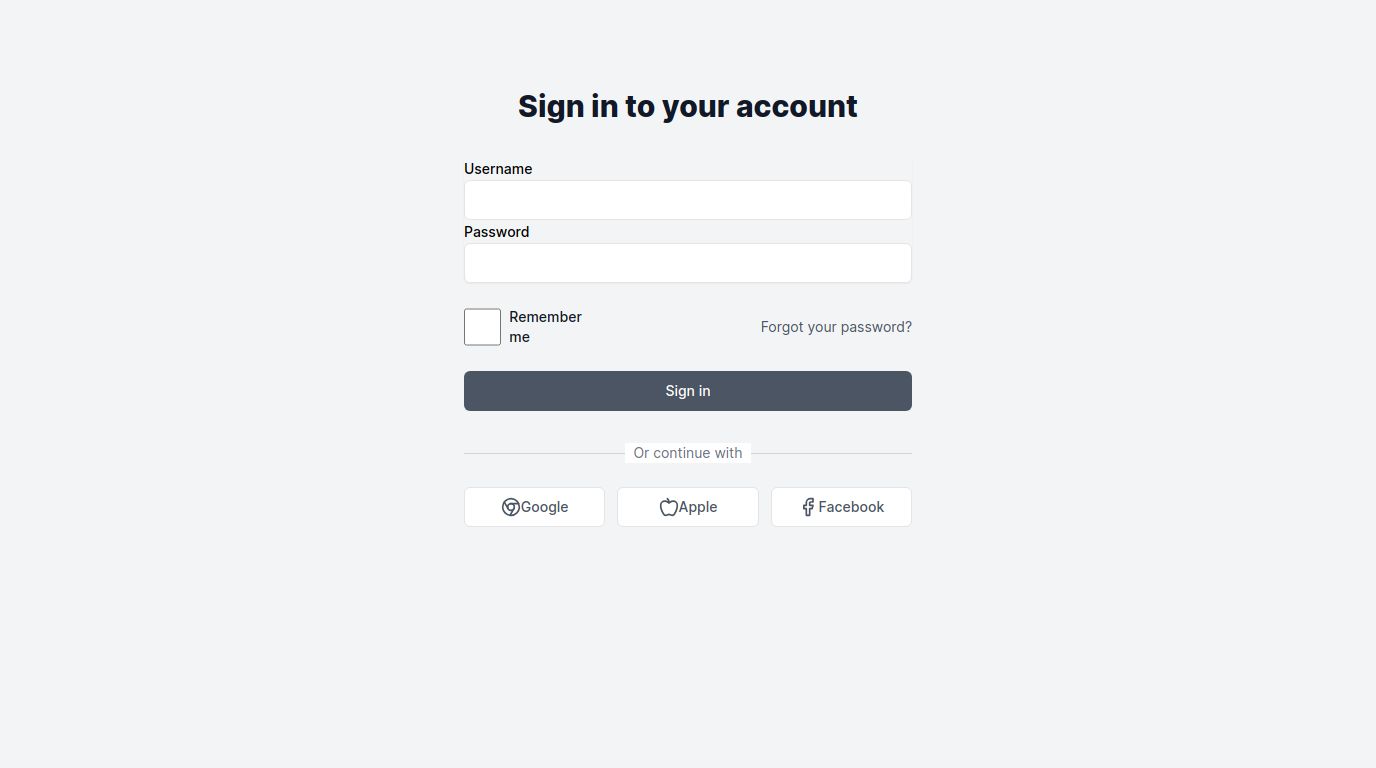 Sign in to your account
Username
Password
Remember
me
Forgot your password?
Sign in
Or continue with
Google
Apple
Facebook